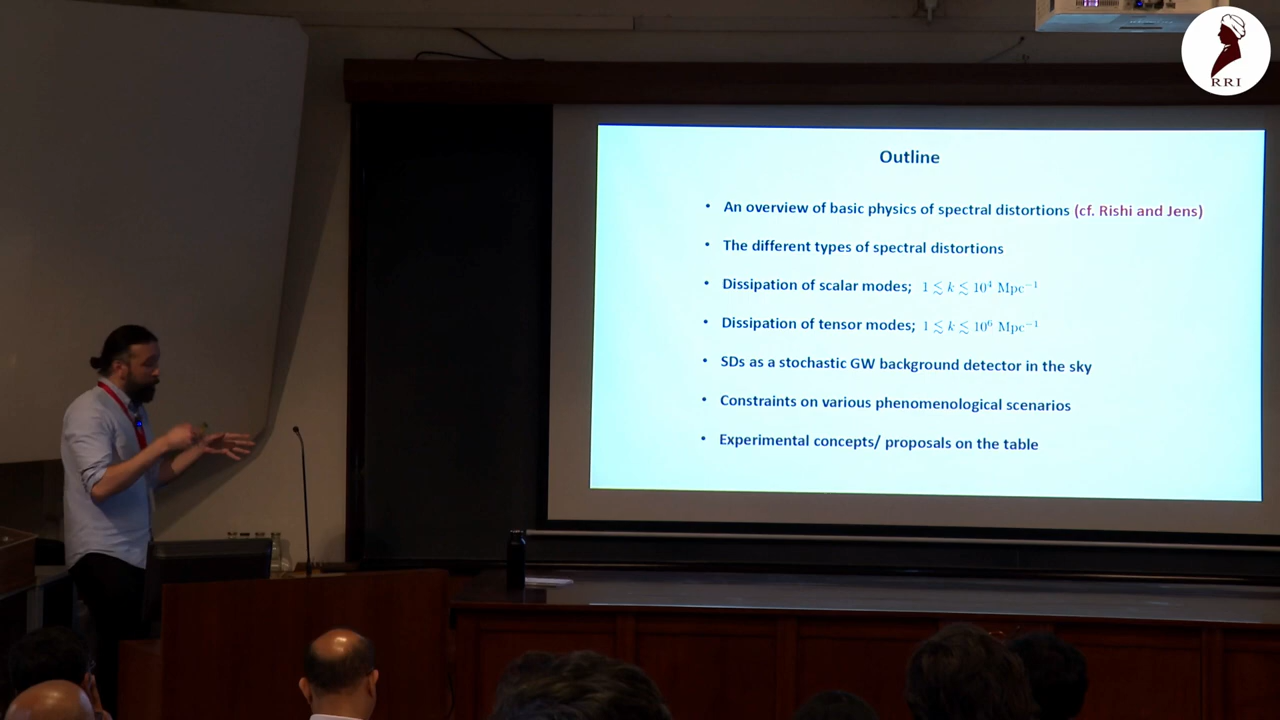 RRI
Outline
• An overview of basic physics of spectral distortions (cf. Rishi and Jens)
• The different types of spectral distortions
• Dissipation of scalar modes; 1 ≲ k ≲ 10⁴ Mpc⁻¹
• Dissipation of tensor modes; 1 ≲ k ≲ 10⁶ Mpc⁻¹
• SDs as a stochastic GW background detector in the sky
• Constraints on various phenomenological scenarios
• Experimental concepts/ proposals on the table